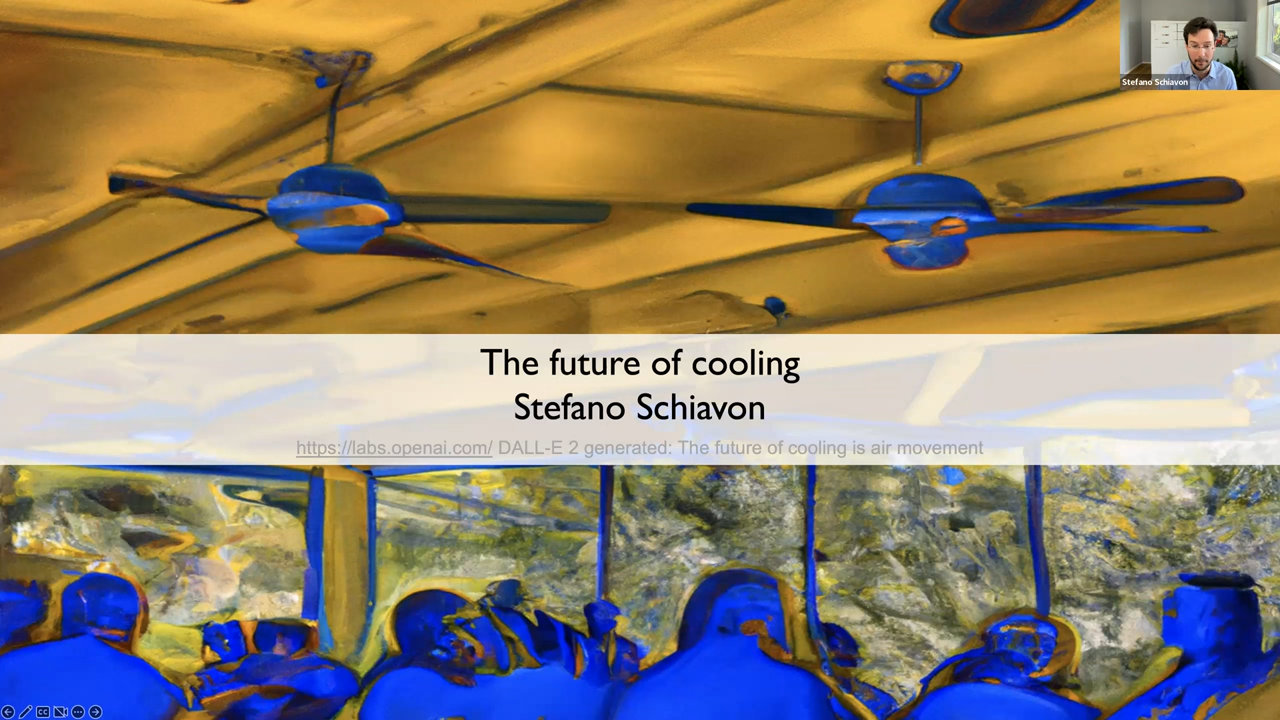 Stefano Schiavon
The future of cooling
Stefano Schiavon
https://labs.openai.com/ DALL-E 2 generated: The future of cooling is air movement